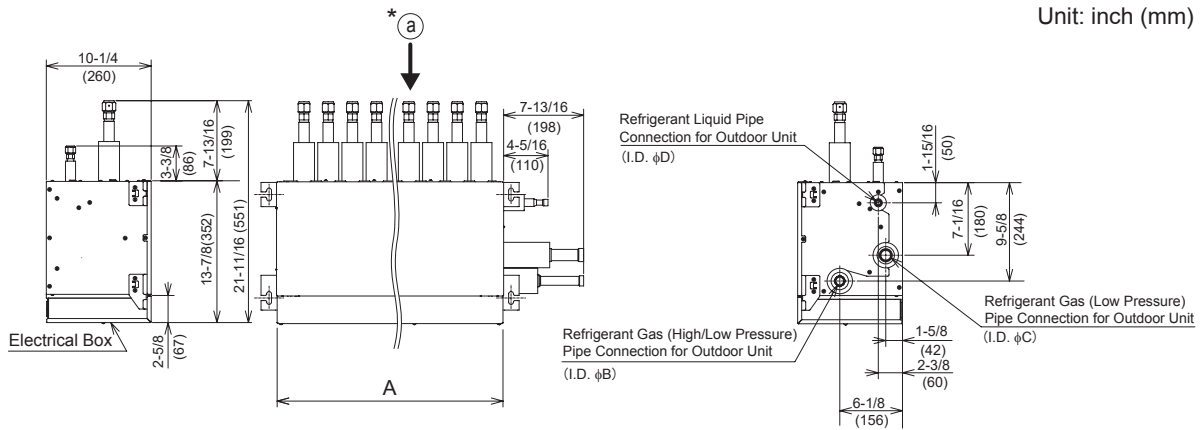 Unit: inch (mm)
* a
10-1/4
(260)
3-3/8
(86)
7-13/16
(199)
13-7/8(352)
21-11/16 (551)
2-5/8
(67)
Electrical Box
7-13/16
(198)
4-5/16
(110)
A
Refrigerant Liquid Pipe
Connection for Outdoor Unit
(I.D. ϕD)
Refrigerant Gas (High/Low Pressure)
Pipe Connection for Outdoor Unit
(I.D. ϕB)
1-15/16
(50)
7-1/16
(180)
9-5/8
(244)
Refrigerant Gas (Low Pressure)
Pipe Connection for Outdoor Unit
(I.D. ϕC)
1-5/8
(42)
2-3/8
(60)
6-1/8
(156)